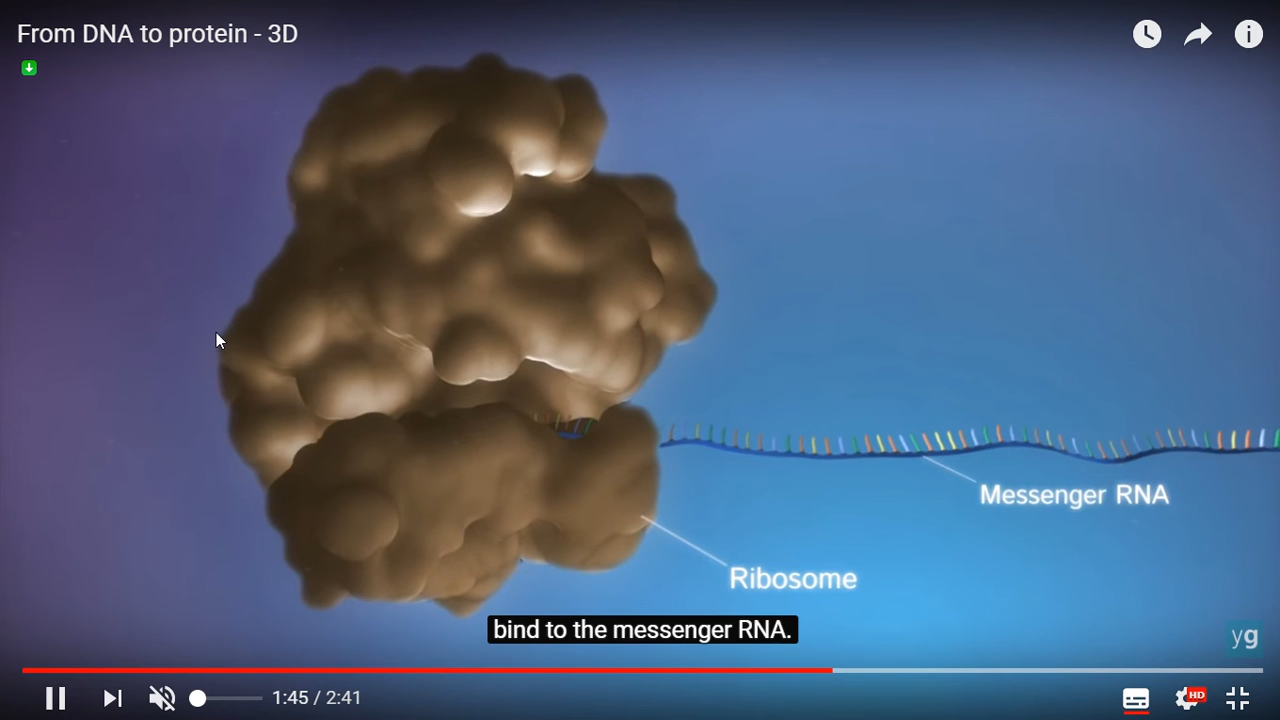 From DNA to protein - 3D
Messenger RNA
Ribosome
bind to the messenger RNA.
yg
1:45 / 2:41
HD